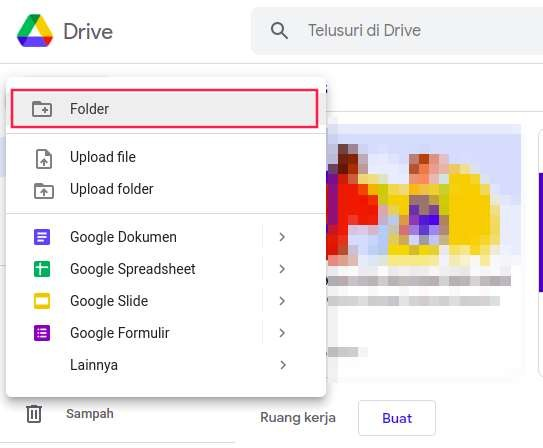 Drive
Telusuri di Drive
Folder
Upload file
Upload folder
Google Dokumen
Google Spreadsheet
Google Slide
Google Formulir
Lainnya
Sampah
Ruang kerja
Buat